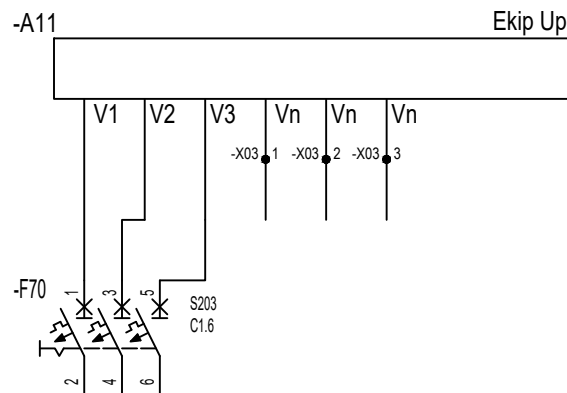 -A11 Ekip Up
V1 V2 V3 Vn Vn Vn
-X03 1 -X03 2 -X03 3
-F70 1 3 5 S203
C1.6
2 4 6